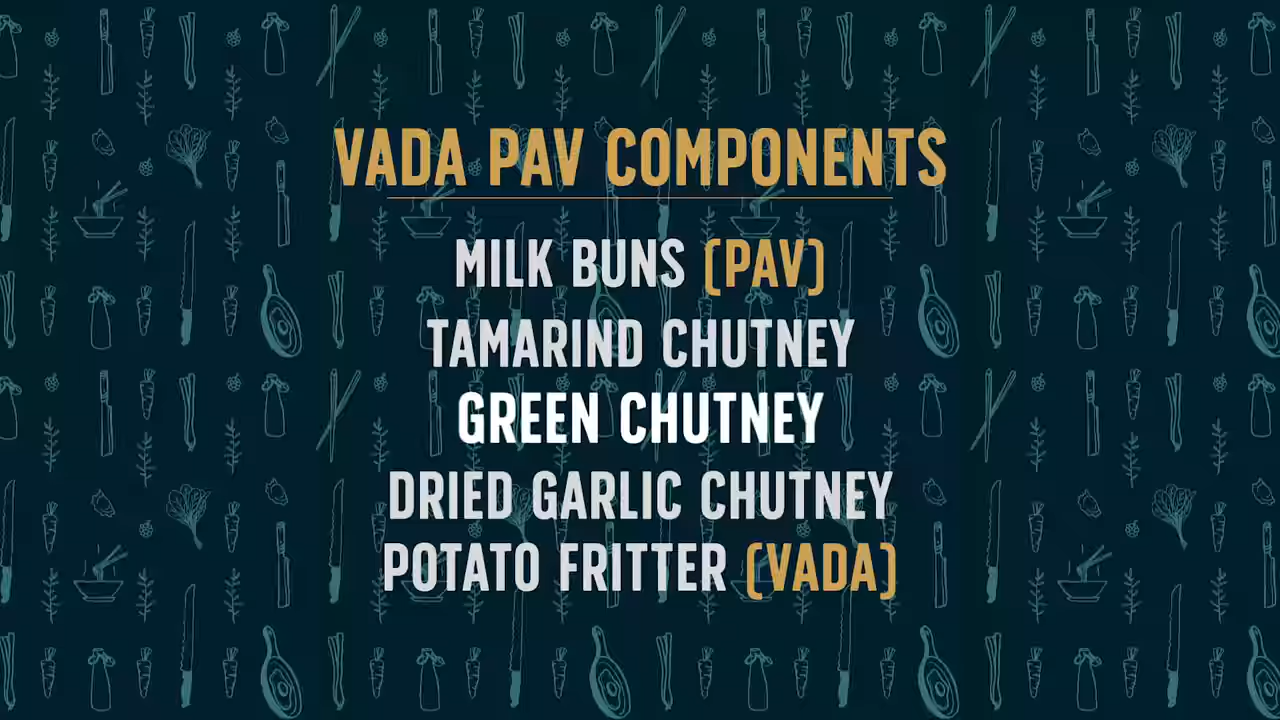 VADA PAV COMPONENTS
MILK BUNS (PAV)
TAMARIND CHUTNEY
GREEN CHUTNEY
DRIED GARLIC CHUTNEY
POTATO FRITTER (VADA)